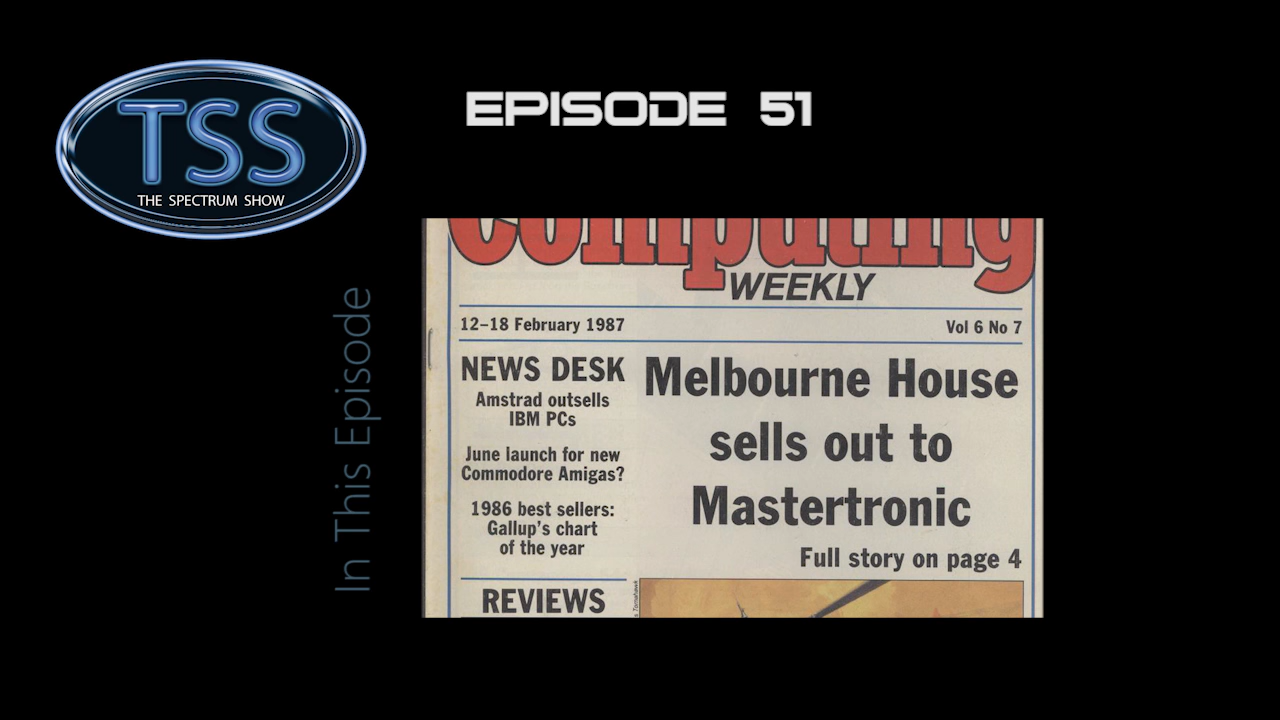 TSS
THE SPECTRUM SHOW
EPISODE 51
In This Episode
Computing
WEEKLY
12–18 February 1987
Vol 6 No 7
NEWS DESK
Amstrad outsells
IBM PCs
June launch for new
Commodore Amigas?
1986 best sellers:
Gallup's chart
of the year
REVIEWS
Melbourne House
sells out to
Mastertronic
Full story on page 4